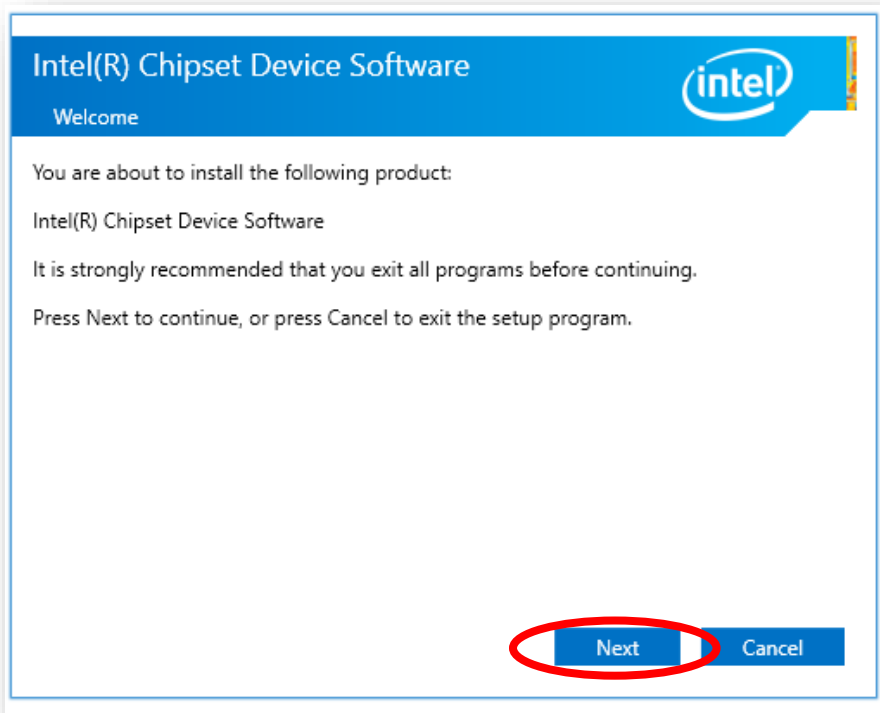 Intel(R) Chipset Device Software
intel
Welcome
You are about to install the following product:
Intel(R) Chipset Device Software
It is strongly recommended that you exit all programs before continuing.
Press Next to continue, or press Cancel to exit the setup program.
Next
Cancel